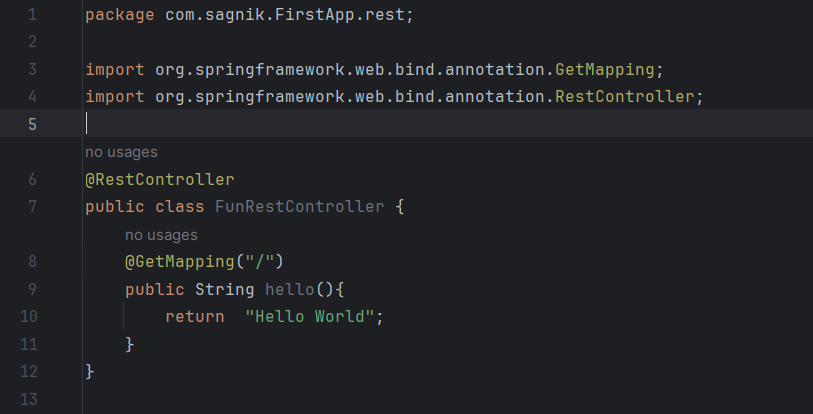 1 package com.sagnik.FirstApp.rest;
2
3 import org.springframework.web.bind.annotation.GetMapping;
4 import org.springframework.web.bind.annotation.RestController;
5
no usages
6 @RestController
7 public class FunRestController {
no usages
8 @GetMapping("/")
9 public String hello(){
10 return  "Hello World";
11 }
12 }
13